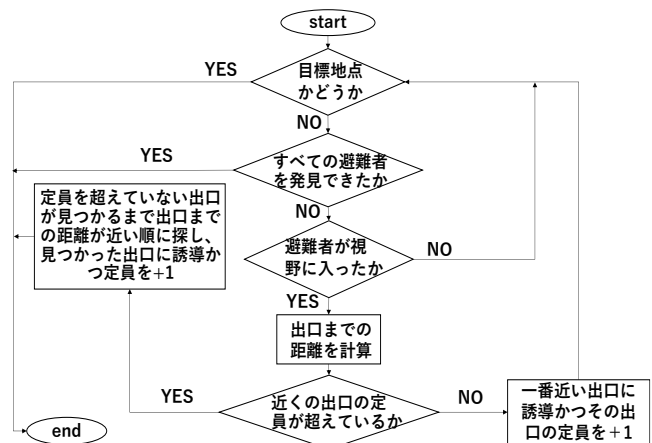 start
目標地点
かどうか
YES
NO
すべての避難者
を発見できたか
YES
NO
定員を超えていない出口
が見つかるまで出口まで
の距離が近い順に探し、
見つかった出口に誘導か
つ定員を+1
避難者が視
野に入ったか
NO
YES
出口までの
距離を計算
近くの出口の定
員が超えているか
YES
NO
一番近い出口に
誘導かつその出
口の定員を+1
end